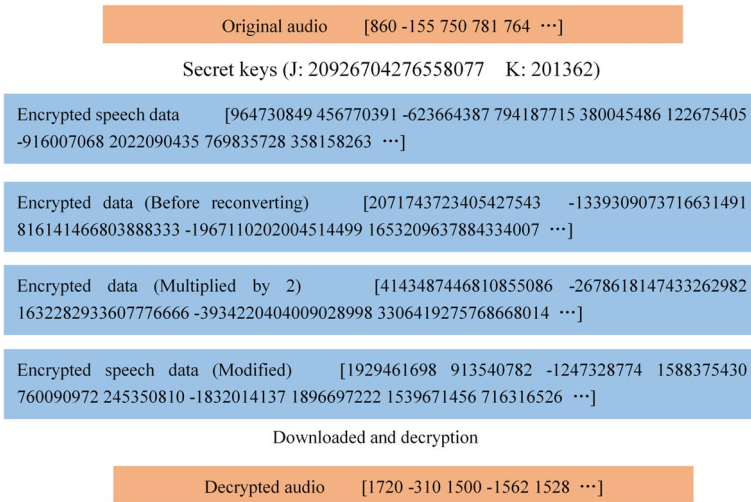 Original audio [860 -155 750 781 764 ⋯]
Secret keys (J: 20926704276558077 K: 201362)
Encrypted speech data [964730849 456770391 -623664387 794187715 380045486 122675405
-916007068 2022090435 769835728 358158263 ⋯]
Encrypted data (Before reconverting) [2071743723405427543 -1339309073716631491
816141466803888333 -1967110202004514499 1653209637884334007 ⋯]
Encrypted data (Multiplied by 2) [4143487446810855086 -2678618147433262982
1632282933607776666 -3934220404009028998 3306419275768668014 ⋯]
Encrypted speech data (Modified) [1929461698 913540782 -1247328774 1588375430
760090972 245350810 -1832014137 1896697222 1539671456 716316526 ⋯]
Downloaded and decryption
Decrypted audio [1720 -310 1500 -1562 1528 ⋯]